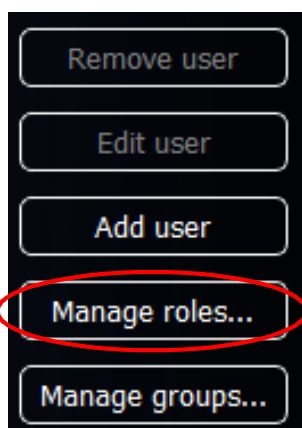 Remove user
Edit user
Add user
Manage roles...
Manage groups...